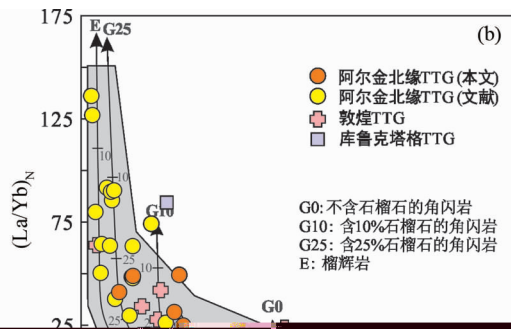 175
E
G25
(b)
阿尔金北缘TTG (本文)
阿尔金北缘TTG (文献)
125
敦煌TTG
10
库鲁克塔格TTG
10
(La/Yb)N
G10
G0: 不含石榴石的角闪岩
75
G10: 含10%石榴石的角闪岩
G25: 含25%石榴石的角闪岩
25
10
E: 榴辉岩
G0
25
25
25